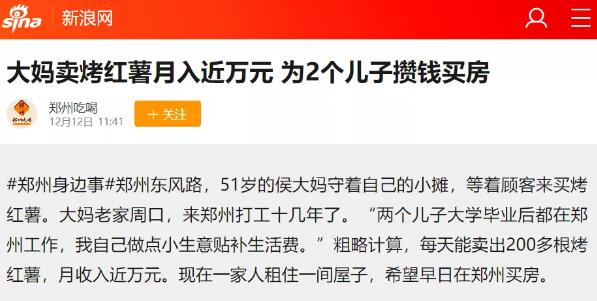 sina 新浪网
大妈卖烤红薯月入近万元 为2个儿子攒钱买房
郑州吃喝
12月12日 11:41
+ 关注
#郑州身边事#郑州东风路，51岁的侯大妈守着自己的小摊，等着顾客来买烤
红薯。大妈老家周口，来郑州打工十几年了。“两个儿子大学毕业后都在郑
州工作，我自己做点小生意贴补生活费。”粗略计算，每天能卖出200多根烤
红薯，月收入近万元。现在一家人租住一间屋子，希望早日在郑州买房。